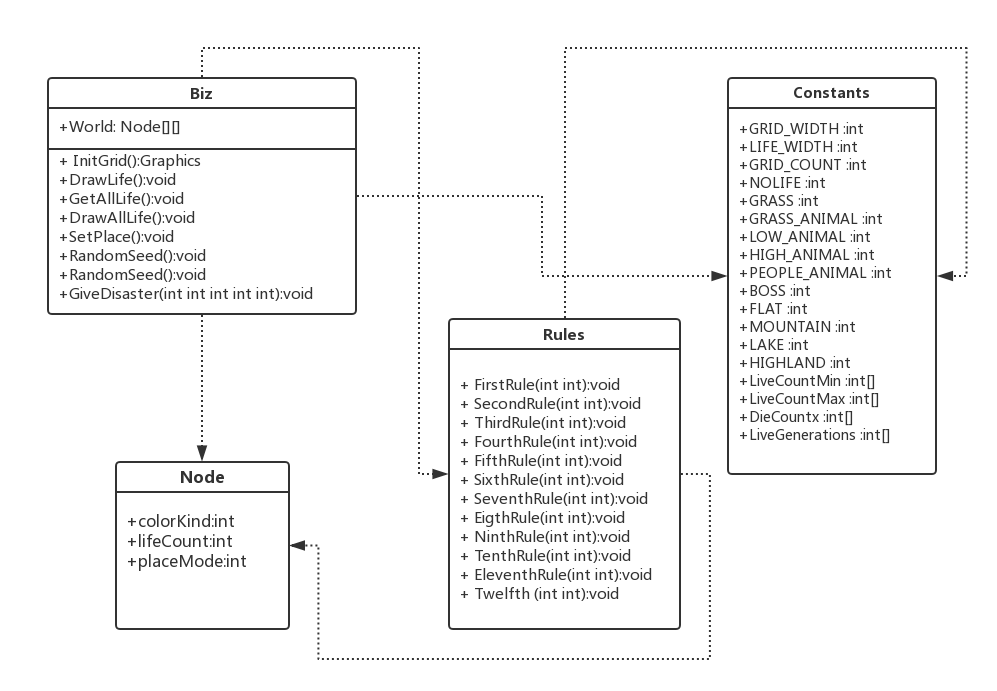 Biz
+World: Node[][]
+ InitGrid():Graphics
+DrawLife():void
+GetAllLife():void
+DrawAllLife():void
+SetPlace():void
+RandomSeed():void
+RandomSeed():void
+GiveDisaster(int int int int int):void
Constants
+GRID_WIDTH :int
+LIFE_WIDTH :int
+GRID_COUNT :int
+NOLIFE :int
+GRASS :int
+GRASS_ANIMAL :int
+LOW_ANIMAL :int
+HIGH_ANIMAL :int
+PEOPLE_ANIMAL :int
+BOSS :int
+FLAT :int
+MOUNTAIN :int
+LAKE :int
+HIGHLAND :int
+LiveCountMin :int[]
+LiveCountMax :int[]
+DieCountx :int[]
+LiveGenerations :int[]
Rules
+ FirstRule(int int):void
+ SecondRule(int int):void
+ ThirdRule(int int):void
+ FourthRule(int int):void
+ FifthRule(int int):void
+ SixthRule(int int):void
+ SeventhRule(int int):void
+ EigthRule(int int):void
+ NinthRule(int int):void
+ TenthRule(int int):void
+ EleventhRule(int int):void
+ Twelfth (int int):void
Node
+colorKind:int
+lifeCount:int
+placeMode:int